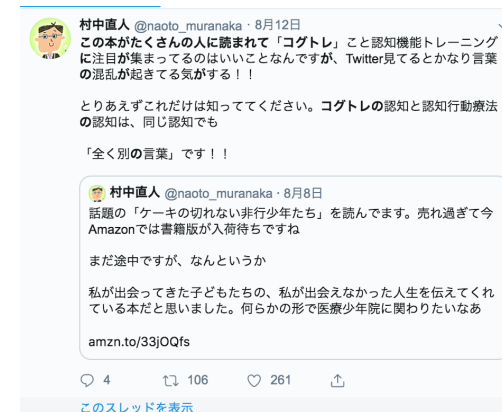 村中直人 @naoto_muranaka・8月12日
この本がたくさんの人に読まれて「コグトレ」こと認知機能トレーニング
に注目が集まってるのはいいことなんですが、Twitter見てるとかなり言葉
の混乱が起きてる気がする！！
とりあえずこれだけは知っててください。コグトレの認知と認知行動療法
の認知は、同じ認知でも
「全く別の言葉」です！！
村中直人 @naoto_muranaka・8月8日
話題の「ケーキの切れない非行少年たち」を読んでます。売れ過ぎて今
Amazonでは書籍版が入荷待ちですね
まだ途中ですが、なんというか
私が出会ってきた子どもたちの、私が出会えなかった人生を伝えてくれ
ている本だと思いました。何らかの形で医療少年院に関わりたいなあ
amzn.to/33jOQfs
4 106 261
このスレッドを表示